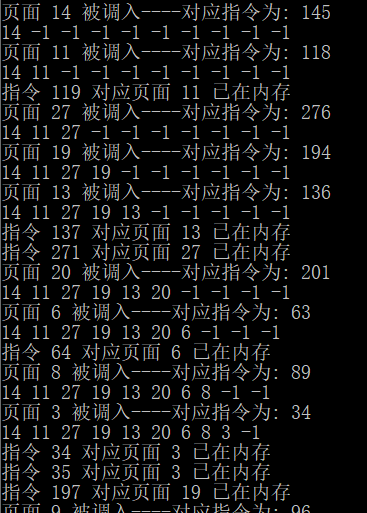 页面 14 被调入----对应指令为: 145
14 -1 -1 -1 -1 -1 -1 -1 -1 -1
页面 11 被调入----对应指令为: 118
14 11 -1 -1 -1 -1 -1 -1 -1 -1
指令 119 对应页面 11 已在内存
页面 27 被调入----对应指令为: 276
14 11 27 -1 -1 -1 -1 -1 -1 -1
页面 19 被调入----对应指令为: 194
14 11 27 19 -1 -1 -1 -1 -1 -1
页面 13 被调入----对应指令为: 136
14 11 27 19 13 -1 -1 -1 -1 -1
指令 137 对应页面 13 已在内存
指令 271 对应页面 27 已在内存
页面 20 被调入----对应指令为: 201
14 11 27 19 13 20 -1 -1 -1 -1
页面 6 被调入----对应指令为: 63
14 11 27 19 13 20 6 -1 -1 -1
指令 64 对应页面 6 已在内存
页面 8 被调入----对应指令为: 89
14 11 27 19 13 20 6 8 -1 -1
页面 3 被调入----对应指令为: 34
14 11 27 19 13 20 6 8 3 -1
指令 34 对应页面 3 已在内存
指令 35 对应页面 3 已在内存
指令 197 对应页面 19 已在内存
页面 9 被调入----对应指令为: 96